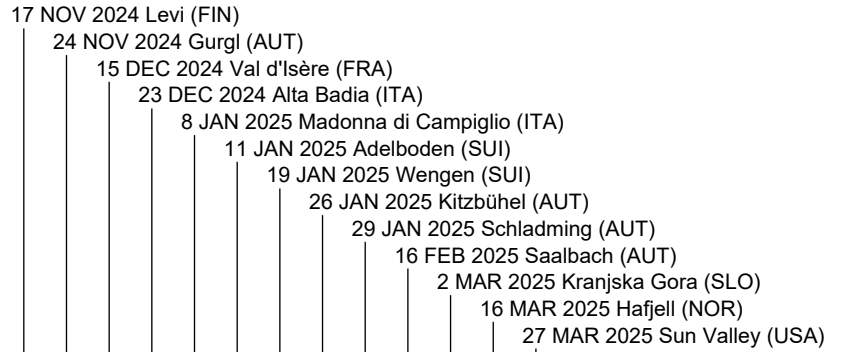 17 NOV 2024 Levi (FIN)
24 NOV 2024 Gurgl (AUT)
15 DEC 2024 Val d'Isère (FRA)
23 DEC 2024 Alta Badia (ITA)
8 JAN 2025 Madonna di Campiglio (ITA)
11 JAN 2025 Adelboden (SUI)
19 JAN 2025 Wengen (SUI)
26 JAN 2025 Kitzbühel (AUT)
29 JAN 2025 Schladming (AUT)
16 FEB 2025 Saalbach (AUT)
2 MAR 2025 Kranjska Gora (SLO)
16 MAR 2025 Hafjell (NOR)
27 MAR 2025 Sun Valley (USA)